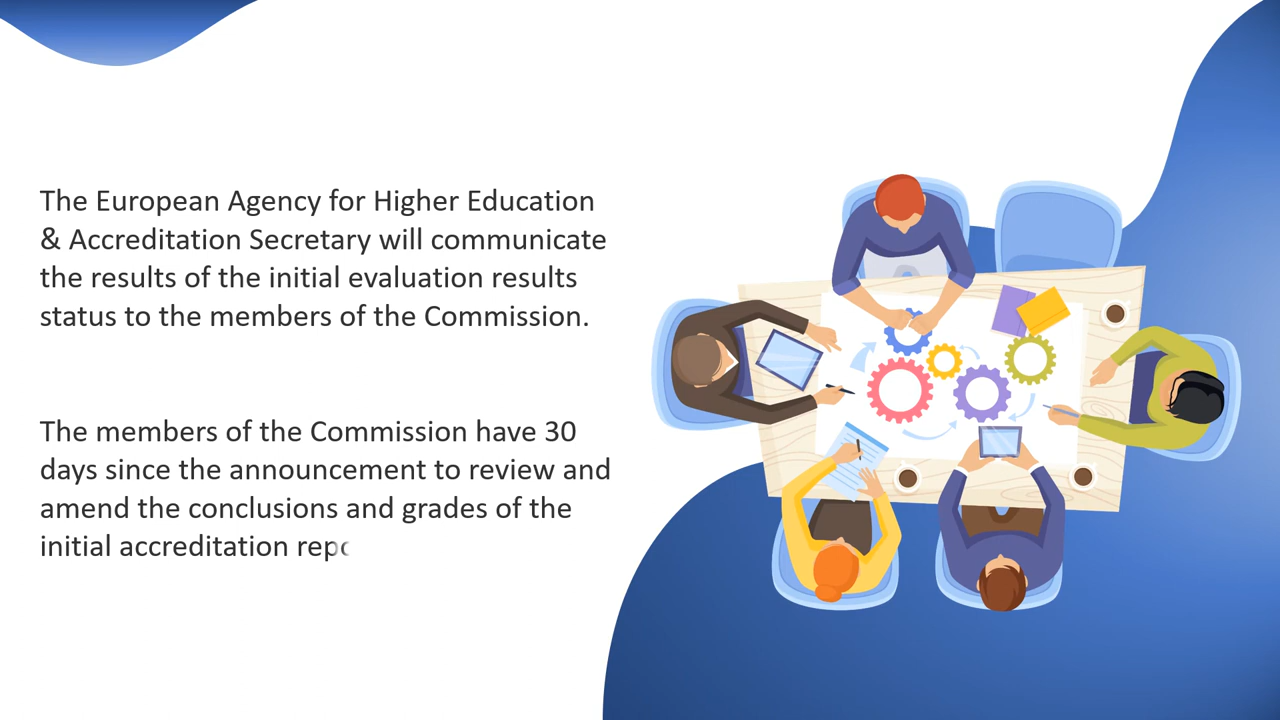 The European Agency for Higher Education
& Accreditation Secretary will communicate
the results of the initial evaluation results
status to the members of the Commission.
The members of the Commission have 30
days since the announcement to review and
amend the conclusions and grades of the
initial accreditation